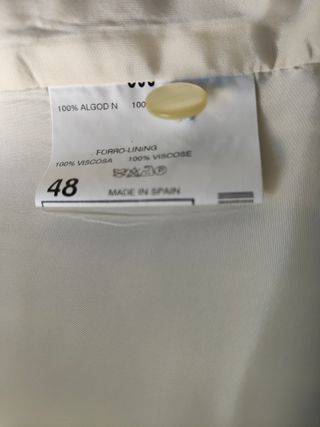 100% ALGOD N 100
FORRO-LINING
100% VISCOSA 100% VISCOSE
48 MADE IN SPAIN